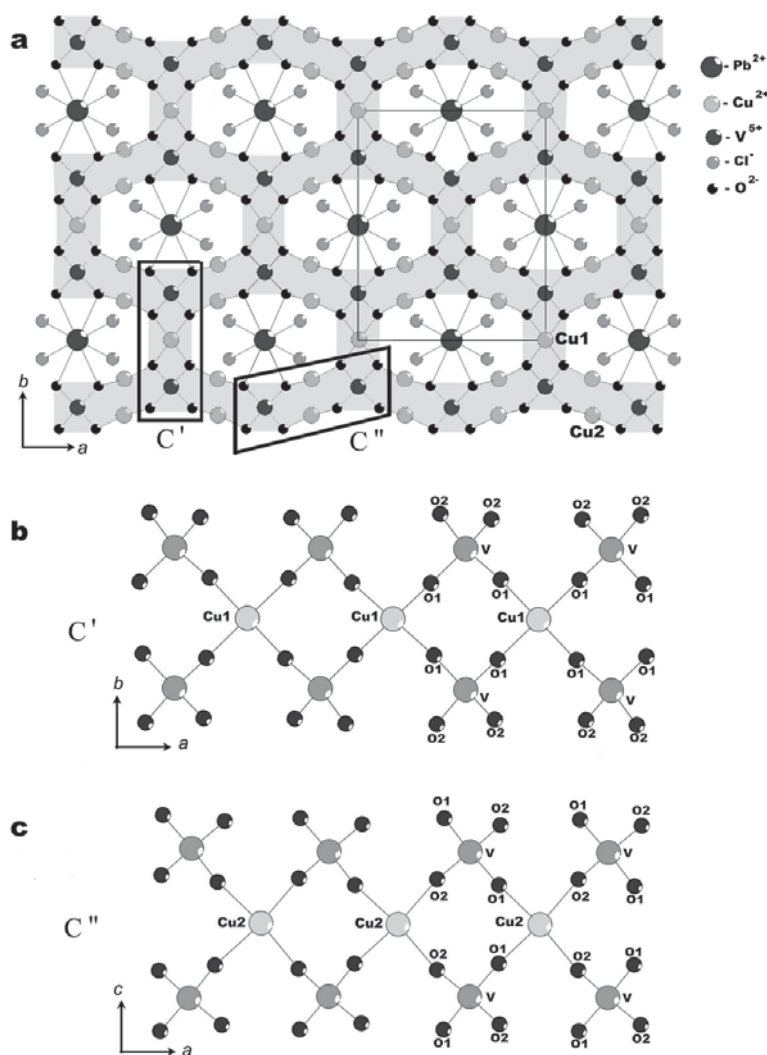 a
- Pb2+
- Cu2+
- V5+
- Cl-
- O2-
Cu1
b
a
C'
C"
Cu2
b
O2 O2 O2 O2
V V
Cu1 Cu1 O1 O1 Cu1 O1 O1
C'
O1 O1 O1 O1
b
V V
a
O2 O2 O2 O2
c
O1 O2 O1 O2
V V
O2 O1 O2 O1
Cu2 Cu2 Cu2
C"
O2 O1 O2 O1
c
V V
a
O1 O2 O1 O2